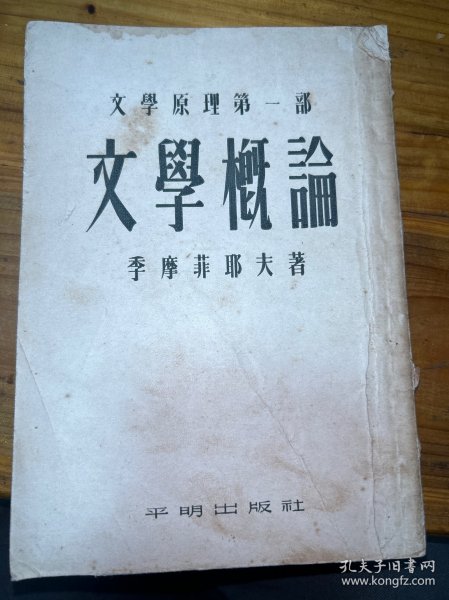 文學原理第一部
文學概論
季摩菲耶夫著
平明出版社
孔夫子旧书网
www.kongfz.com